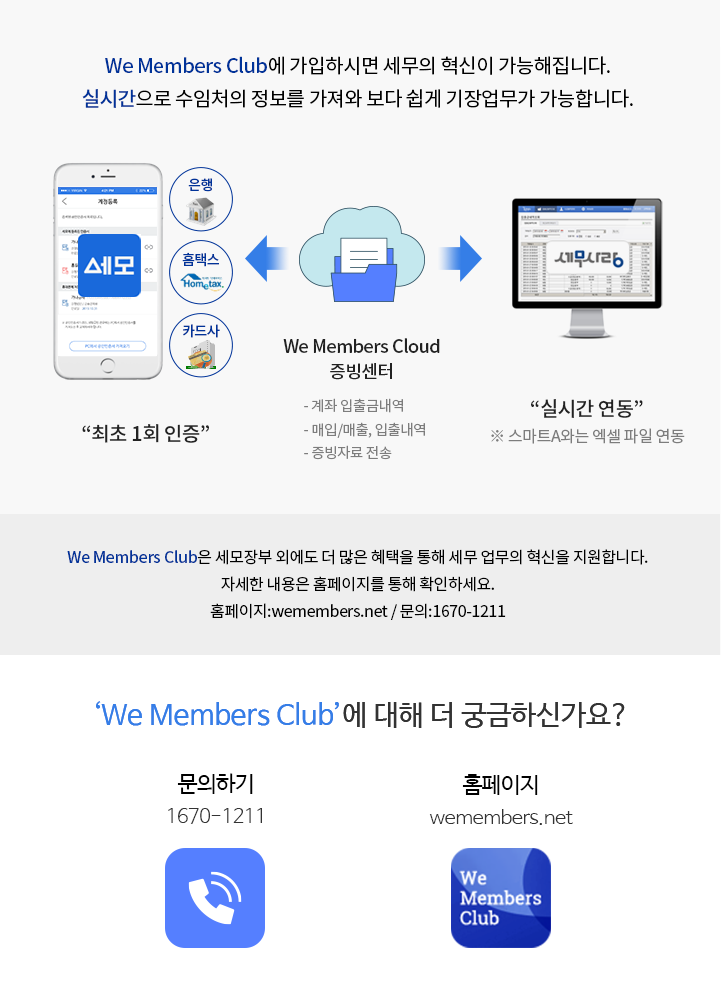 We Members Club에 가입하시면 세무의 혁신이 가능해집니다.
실시간으로 수임처의 정보를 가져와 보다 쉽게 기장업무가 가능합니다.
계정등록
세모
은행
홈택스
Hometax.
카드사
We Members Cloud
증빙센터
- 계좌 입출금내역
- 매입/매출, 입출내역
- 증빙자료 전송
세무사랑
“최초 1회 인증”
“실시간 연동”
※ 스마트A와는 엑셀 파일 연동
We Members Club은 세모장부 외에도 더 많은 혜택을 통해 세무 업무의 혁신을 지원합니다.
자세한 내용은 홈페이지를 통해 확인하세요.
홈페이지:wemembers.net / 문의:1670-1211
‘We Members Club’에 대해 더 궁금하신가요?
문의하기
1670-1211
홈페이지
wemembers.net
We
Members
Club